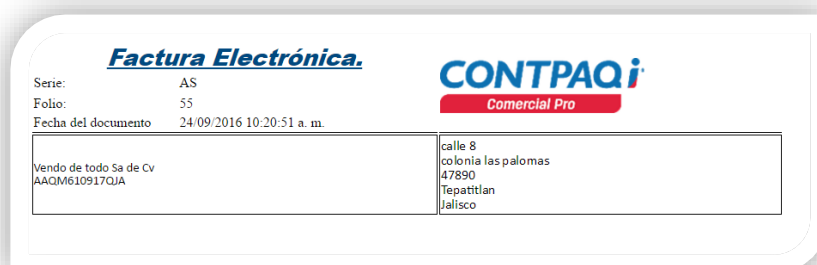 Factura Electrónica.
CONTPAQi
Comercial Pro
Serie: AS
Folio: 55
Fecha del documento 24/09/2016 10:20:51 a. m.
Vendo de todo Sa de Cv
AAQM610917QJA
calle 8
colonia las palomas
47890
Tepatitlan
Jalisco